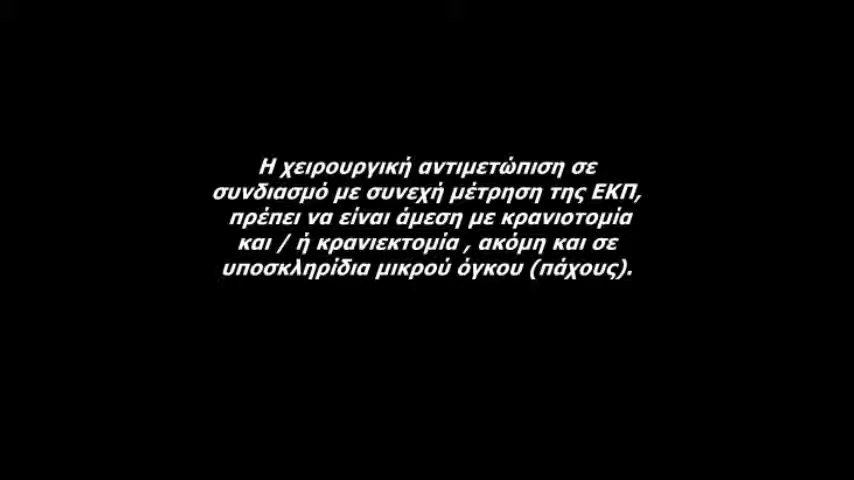 Η χειρουργική αντιμετώπιση σε
συνδιασμό με συνεχή μέτρηση της ΕΚΠ,
πρέπει να είναι άμεση με κρανιοτομία
και / ή κρανιεκτομία , ακόμη και σε
υποσκληρίδια μικρού όγκου (πάχους).